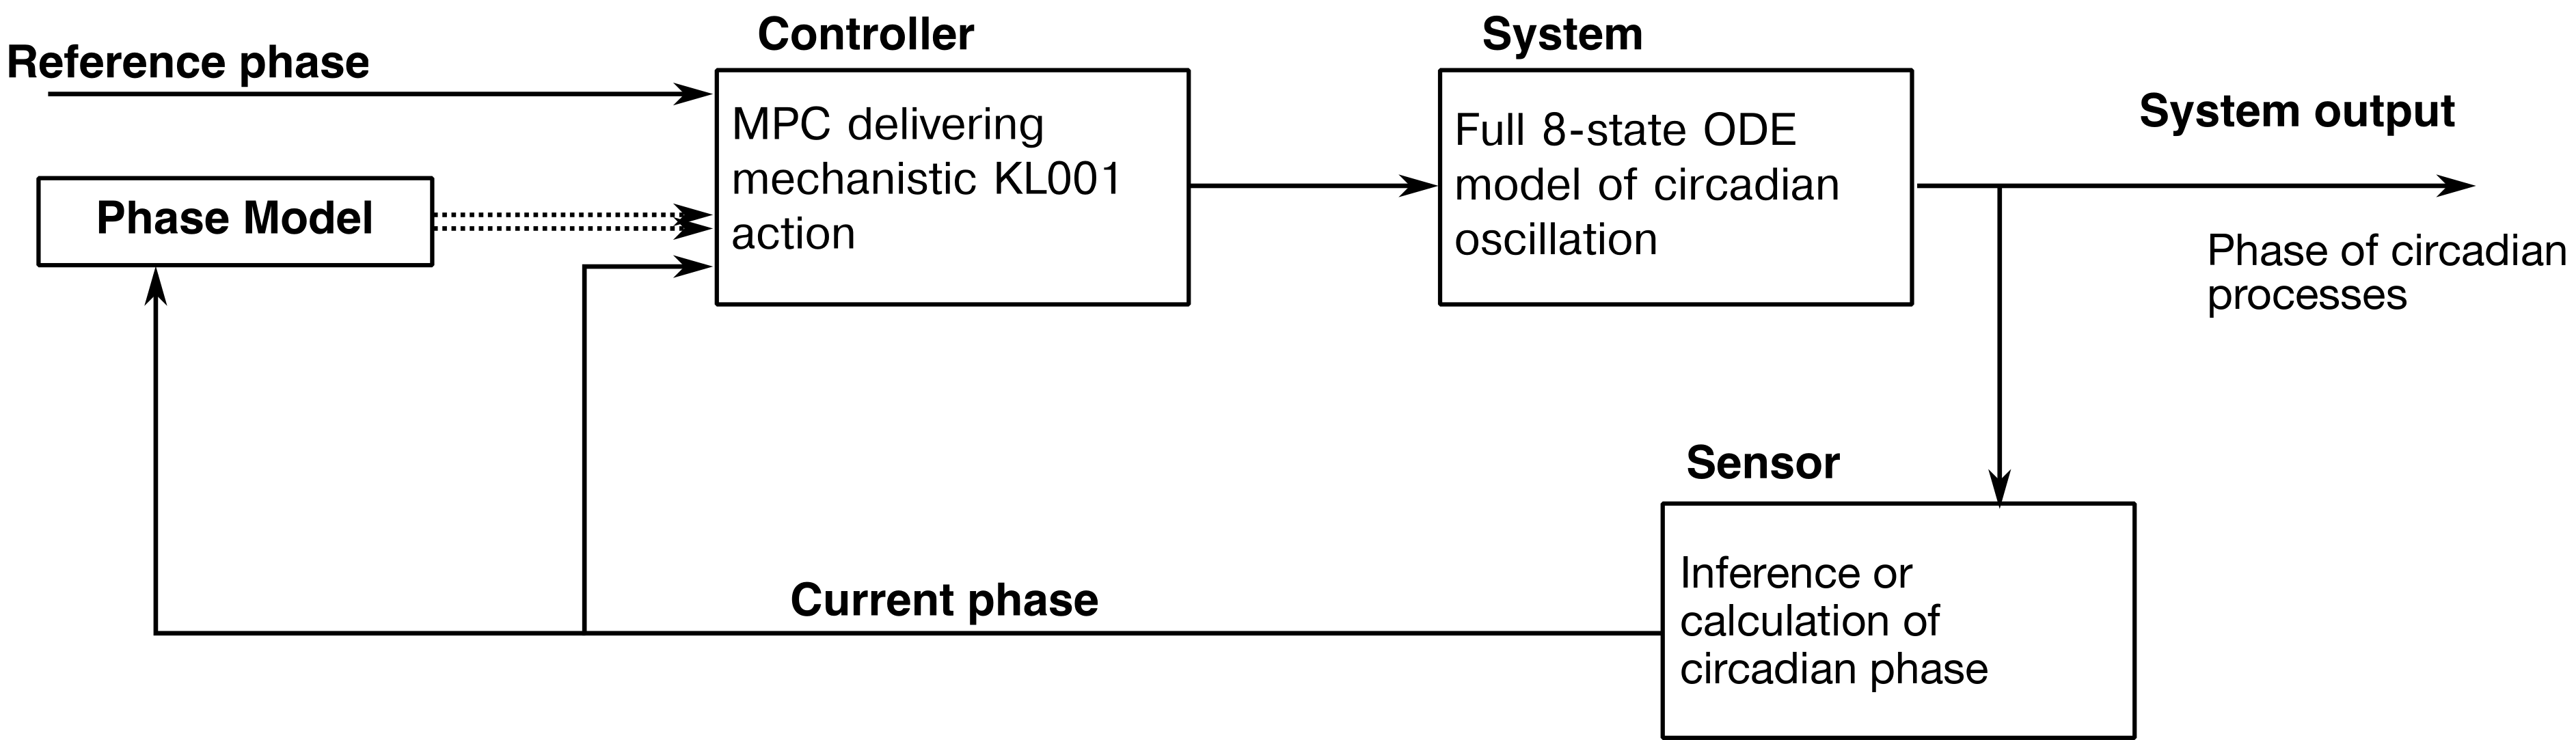 Reference phase
Controller
System
MPC delivering
mechanistic KL001
action
Full 8-state ODE
model of circadian
oscillation
System output
Phase of circadian
processes
Phase Model
Sensor
Inference or
calculation of
circadian phase
Current phase